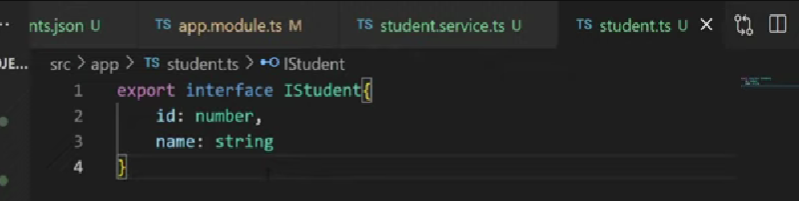 nts.json U TS app.module.ts M TS student.service.ts U TS student.ts U
src > app > TS student.ts > IStudent
1 export interface IStudent{
2 id: number,
3 name: string
4 }